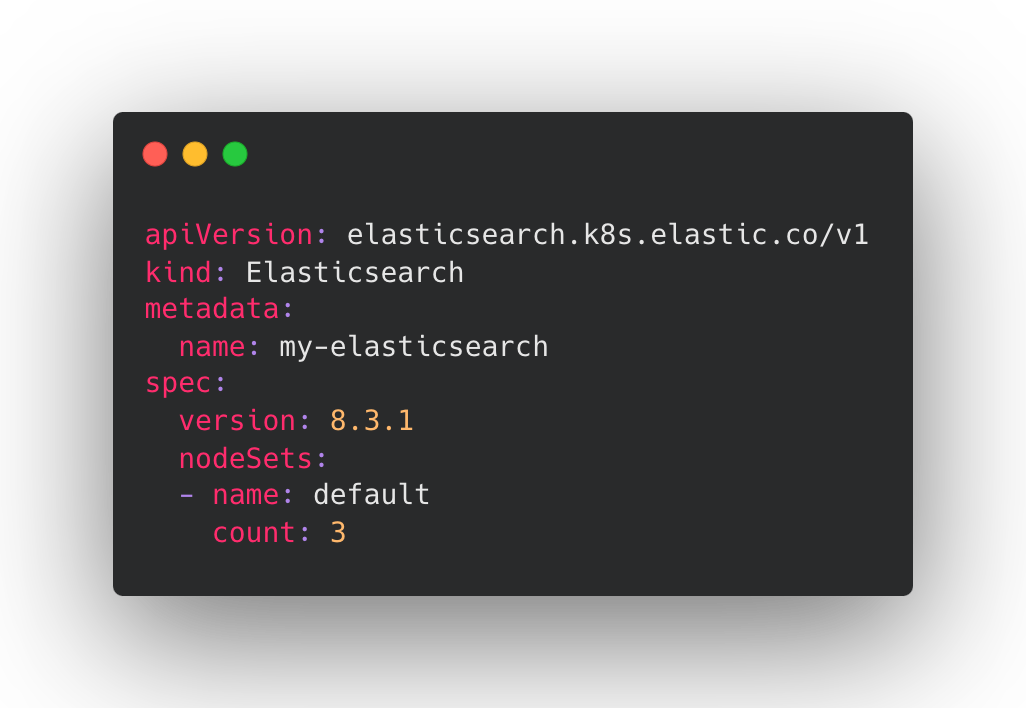 apiVersion: elasticsearch.k8s.elastic.co/v1
kind: Elasticsearch
metadata:
  name: my-elasticsearch
spec:
  version: 8.3.1
  nodeSets:
  - name: default
    count: 3